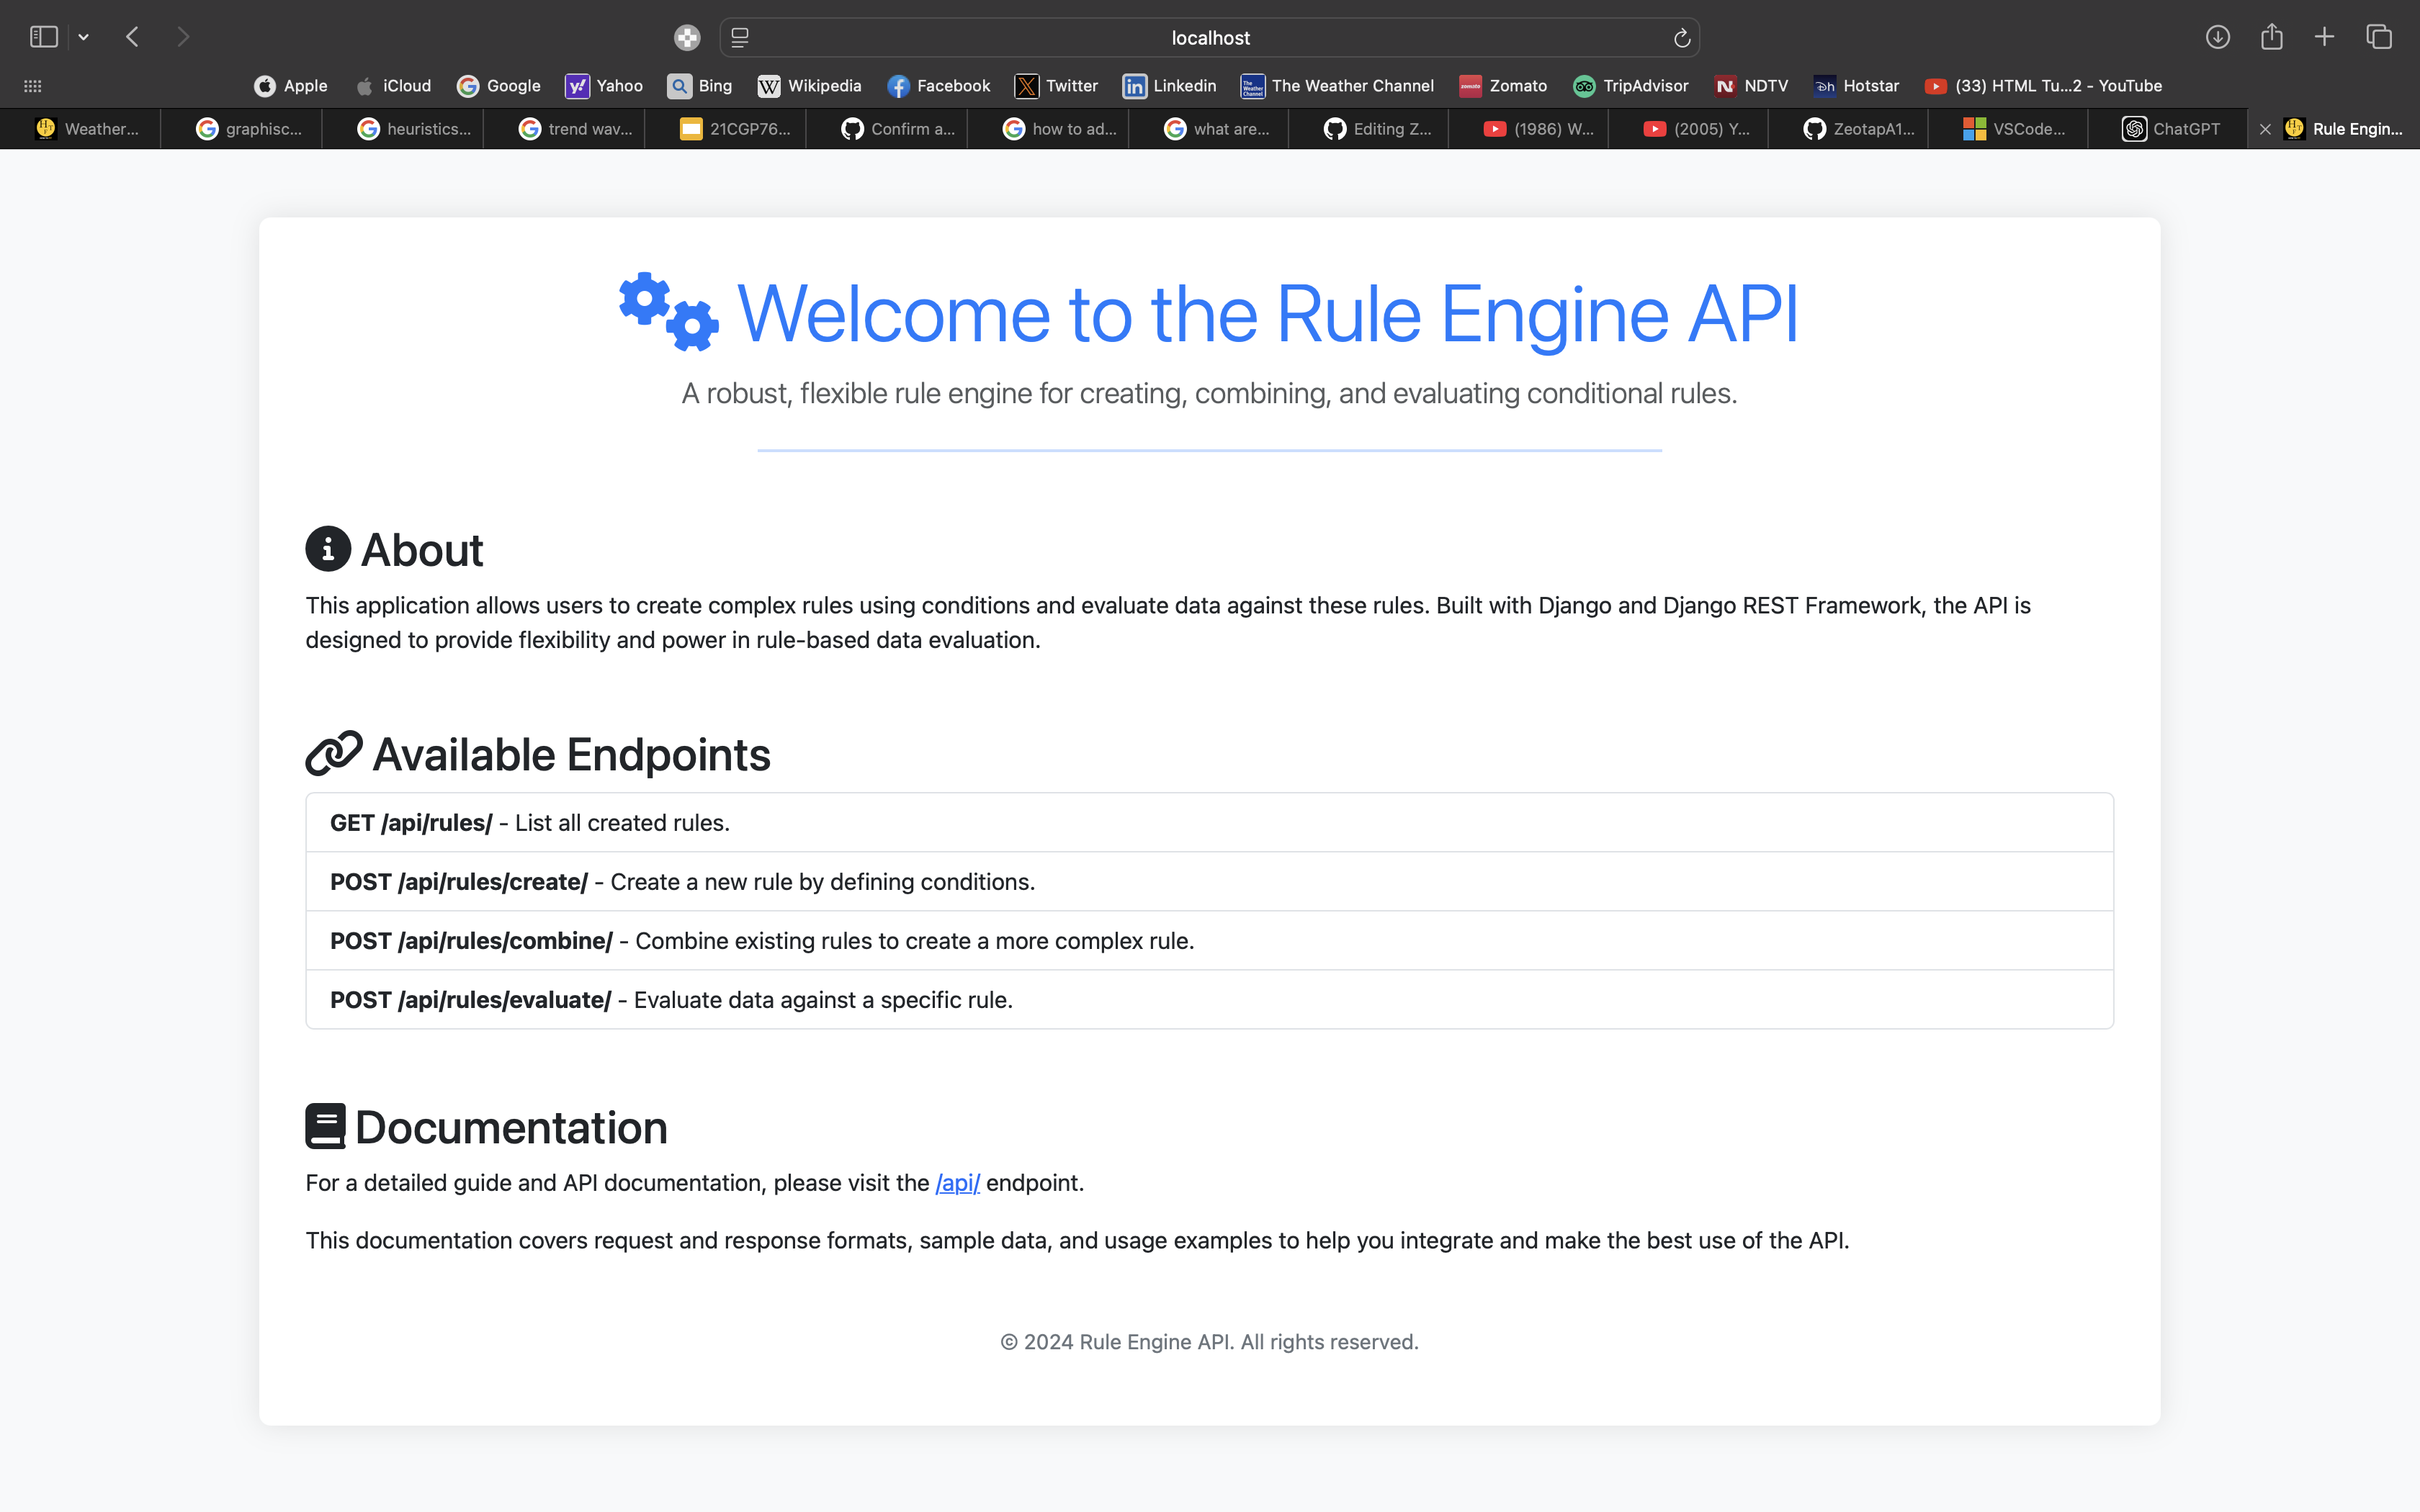 localhost
Apple iCloud Google Yahoo Bing Wikipedia Facebook Twitter Linkedin The Weather Channel Zomato TripAdvisor NDTV Hotstar (33) HTML Tu...2 - YouTube
Weather... graphisc... heuristics... trend wav... 21CGP76... Confirm a... how to ad... what are... Editing Z... (1986) W... (2005) Y... ZeotapA1... VSCode... ChatGPT Rule Engin...
Welcome to the Rule Engine API
A robust, flexible rule engine for creating, combining, and evaluating conditional rules.
About
This application allows users to create complex rules using conditions and evaluate data against these rules. Built with Django and Django REST Framework, the API is
designed to provide flexibility and power in rule-based data evaluation.
Available Endpoints
GET /api/rules/ - List all created rules.
POST /api/rules/create/ - Create a new rule by defining conditions.
POST /api/rules/combine/ - Combine existing rules to create a more complex rule.
POST /api/rules/evaluate/ - Evaluate data against a specific rule.
Documentation
For a detailed guide and API documentation, please visit the /api/ endpoint.
This documentation covers request and response formats, sample data, and usage examples to help you integrate and make the best use of the API.
© 2024 Rule Engine API. All rights reserved.